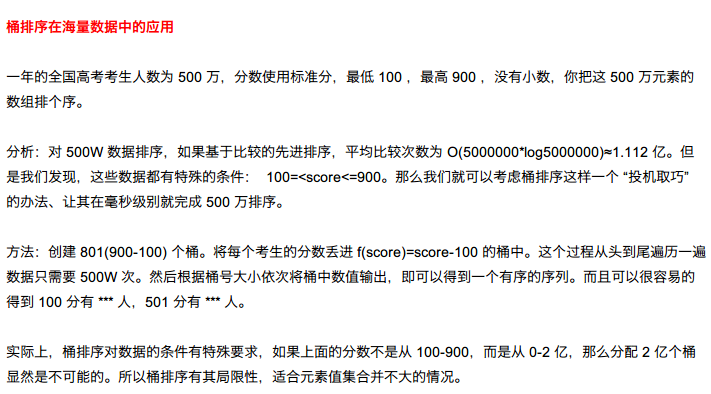 桶排序在海量数据中的应用
一年的全国高考考生人数为 500 万，分数使用标准分，最低 100 ，最高 900 ，没有小数，你把这 500 万元素的
数组排个序。
分析：对 500W 数据排序，如果基于比较的先进排序，平均比较次数为 O(5000000*log5000000)≈1.112 亿。但
是我们发现，这些数据都有特殊的条件： 100=<score<=900。那么我们就可以考虑桶排序这样一个 “投机取巧”
的办法、让其在毫秒级别就完成 500 万排序。
方法：创建 801(900-100) 个桶。将每个考生的分数丢进 f(score)=score-100 的桶中。这个过程从头到尾遍历一遍
数据只需要 500W 次。然后根据桶号大小依次将桶中数值输出，即可以得到一个有序的序列。而且可以很容易的
得到 100 分有 *** 人，501 分有 *** 人。
实际上，桶排序对数据的条件有特殊要求，如果上面的分数不是从 100-900，而是从 0-2 亿，那么分配 2 亿个桶
显然是不可能的。所以桶排序有其局限性，适合元素值集合并不大的情况。